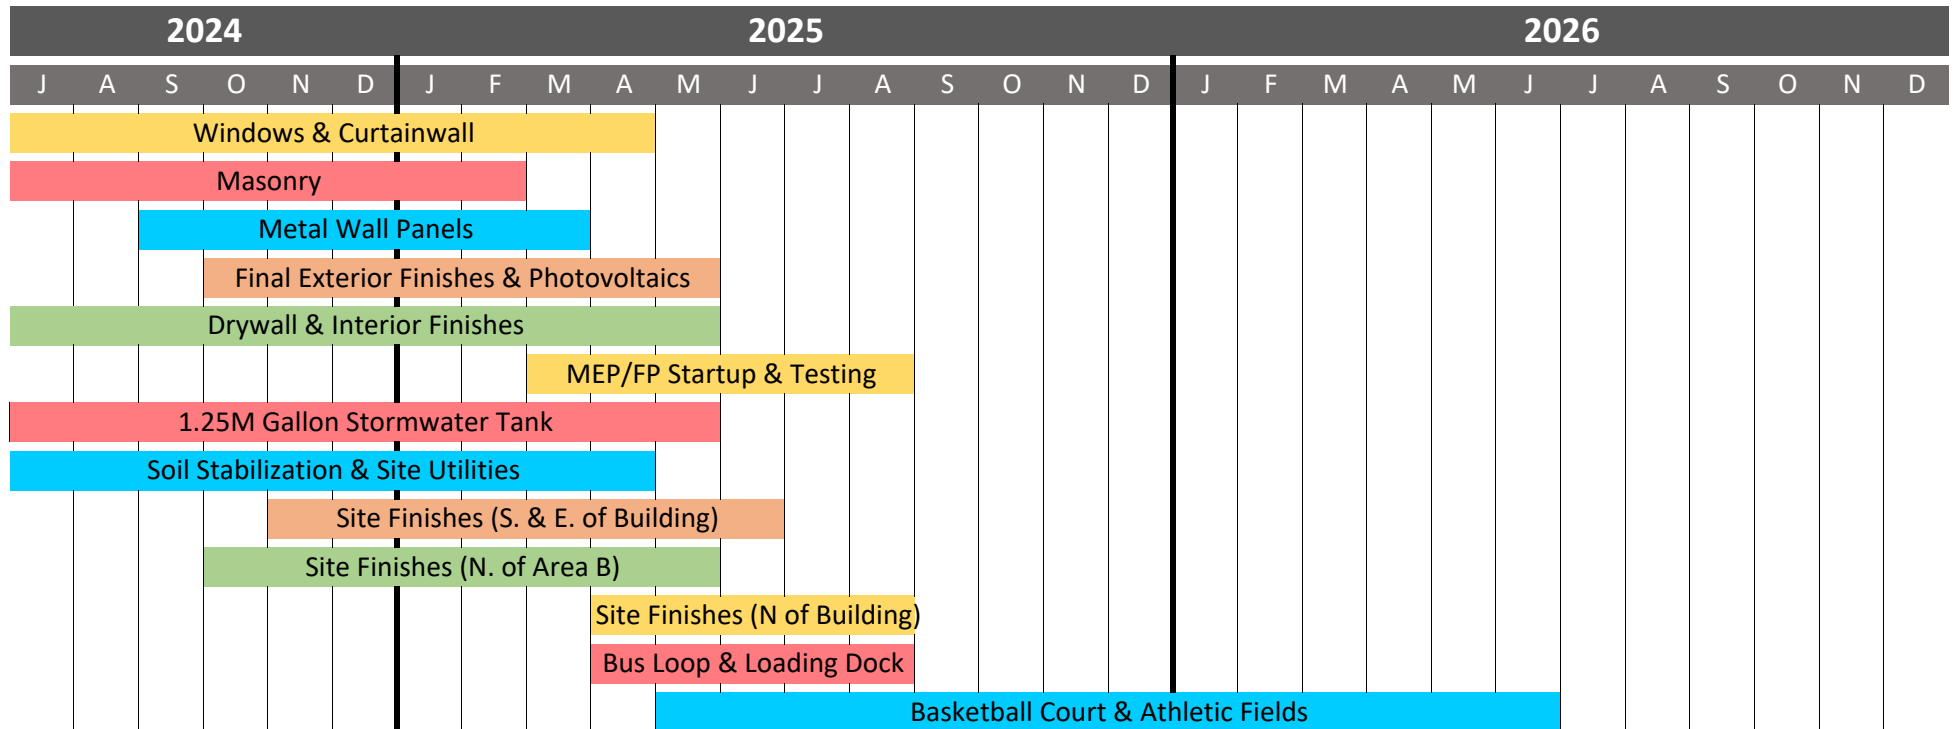 2024 2025 2026
J A S O N D J F M A M J J A S O N D J F M A M J J A S O N D
Windows & Curtainwall
Masonry
Metal Wall Panels
Final Exterior Finishes & Photovoltaics
Drywall & Interior Finishes
MEP/FP Startup & Testing
1.25M Gallon Stormwater Tank
Soil Stabilization & Site Utilities
Site Finishes (S. & E. of Building)
Site Finishes (N. of Area B)
Site Finishes (N of Building)
Bus Loop & Loading Dock
Basketball Court & Athletic Fields